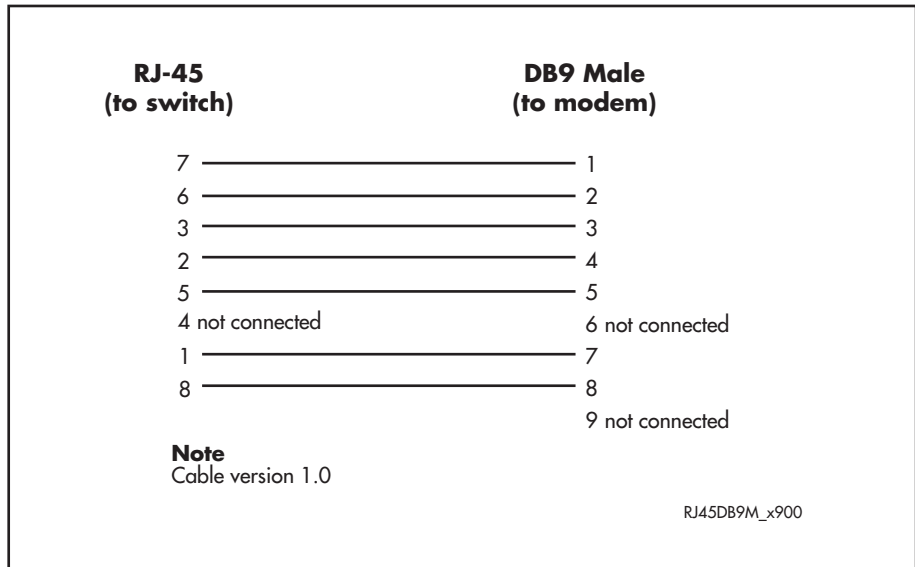 RJ-45 DB9 Male
(to switch) (to modem)
7 1
6 2
3 3
2 4
5 5
4 not connected 6 not connected
1 7
8 8
9 not connected
Note
Cable version 1.0
RJ45DB9M_x900